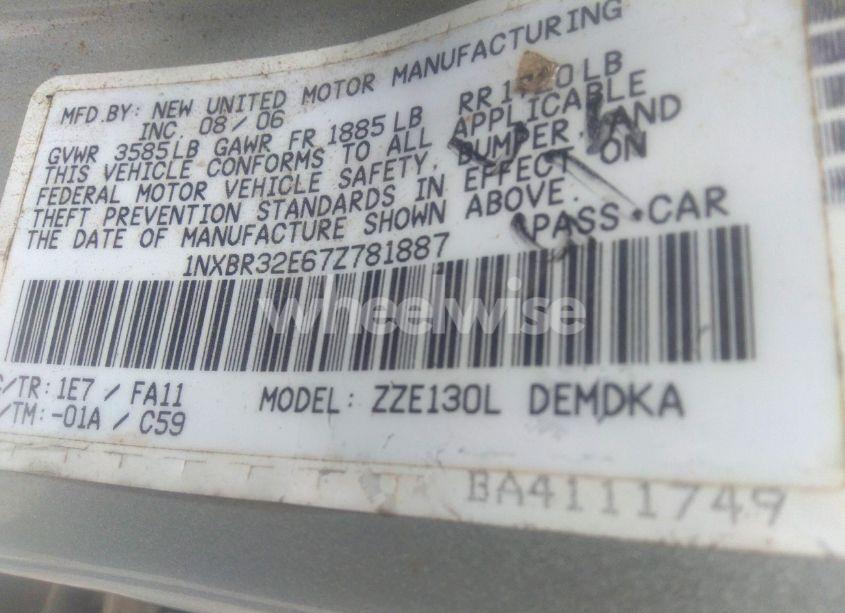 MFD.BY: NEW UNITED MOTOR MANUFACTURING
INC. 08/06
GVWR 3585LB GAWR FR 1885LB RR LB
THIS VEHICLE CONFORMS TO ALL APPLICABLE
FEDERAL MOTOR VEHICLE SAFETY, BUMPER, AND
THEFT PREVENTION STANDARDS IN EFFECT ON
THE DATE OF MANUFACTURE SHOWN ABOVE.
1NXBR32E67Z781887 PASS.CAR
wheelwise
C/TR: 1E7 / FA11
/TM:-01A / C59
MODEL: ZZE130L DEMDKA
BA4111749